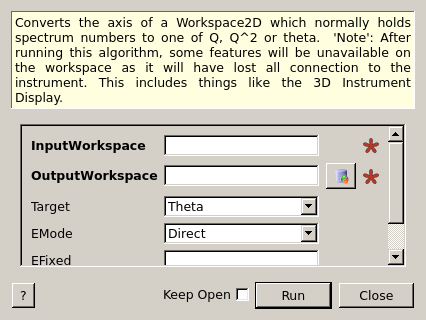 Converts the axis of a Workspace2D which normally holds
spectrum numbers to one of Q, Q^2 or theta. 'Note': After
running this algorithm, some features will be unavailable on
the workspace as it will have lost all connection to the
instrument. This includes things like the 3D Instrument
Display.
InputWorkspace
OutputWorkspace
Target Theta
EMode Direct
EFixed
? Keep Open Run Close